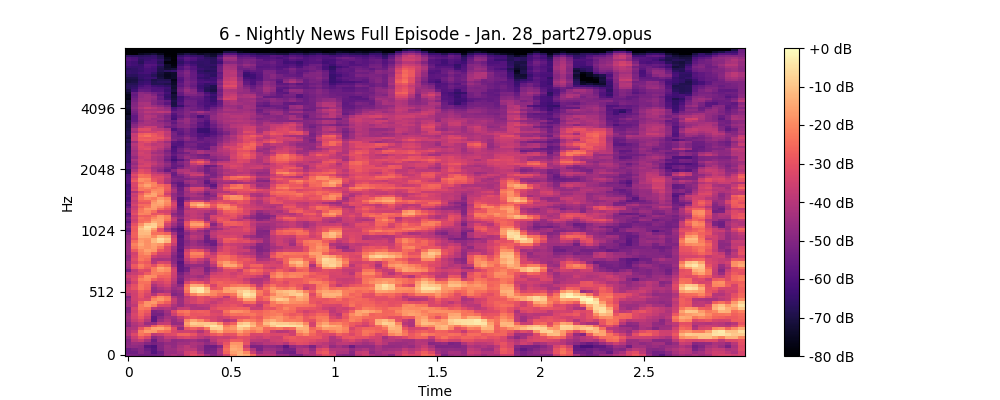 6 - Nightly News Full Episode - Jan. 28_part279.opus
+0 dB
-10 dB
-20 dB
-30 dB
-40 dB
-50 dB
-60 dB
-70 dB
-80 dB
4096
2048
1024
512
0
Hz
0 0.5 1 1.5 2 2.5
Time